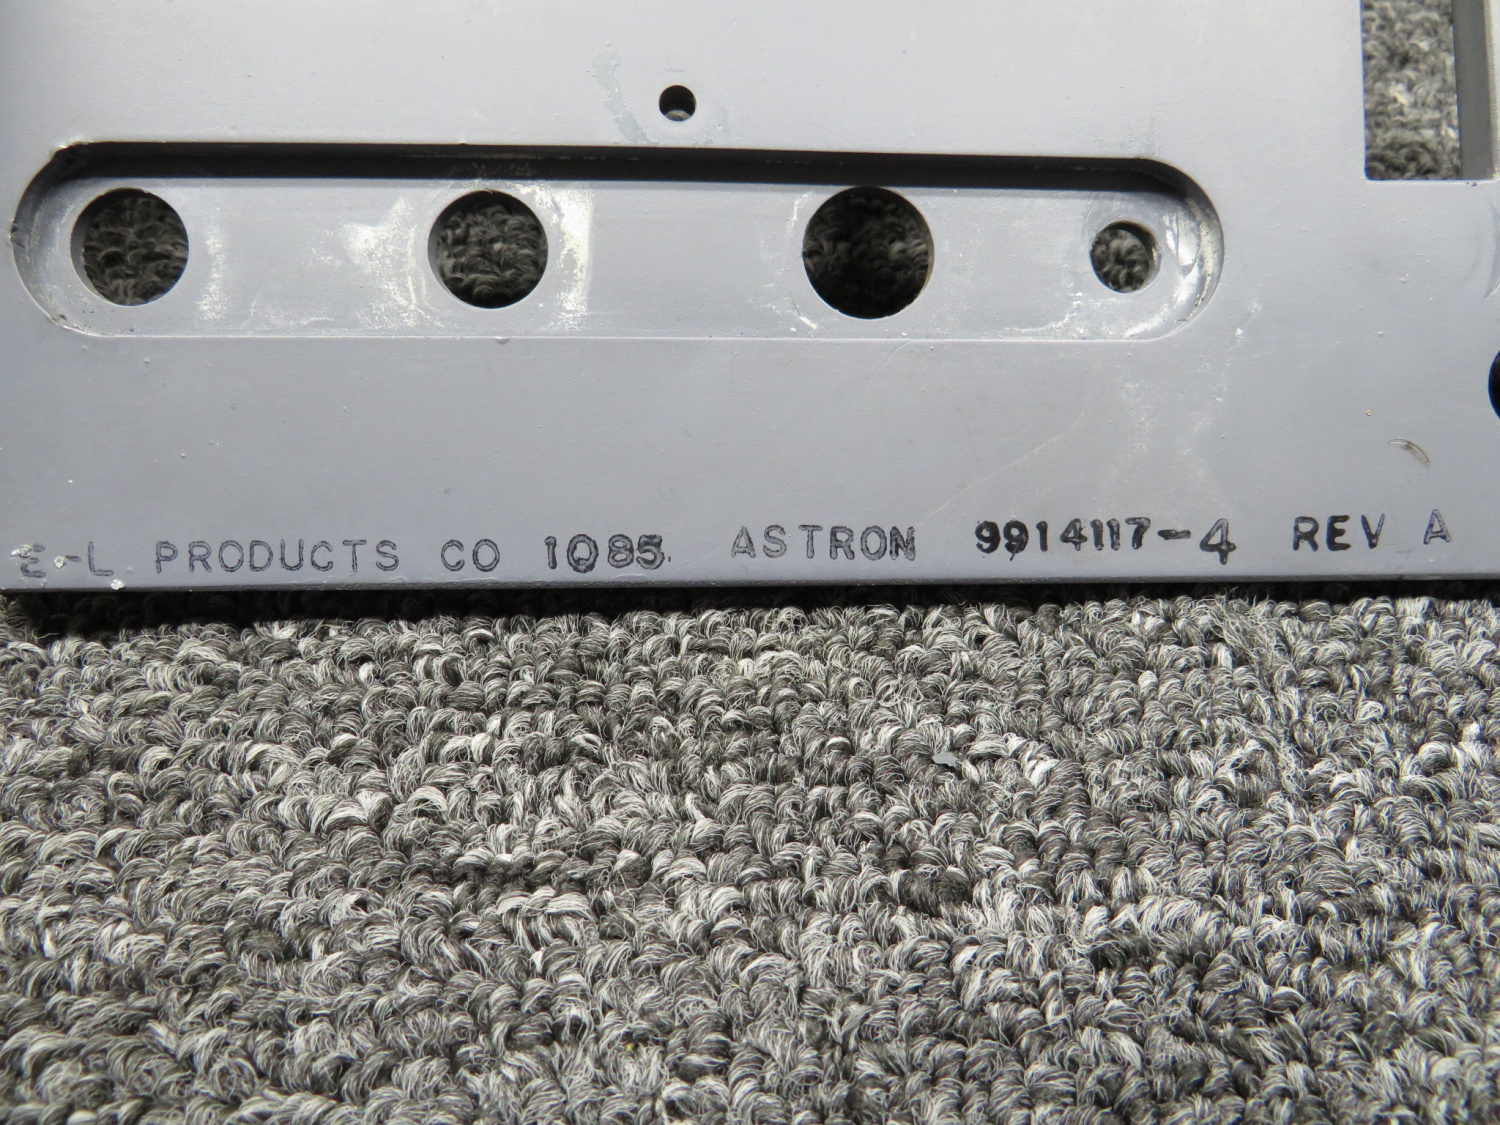 E-L PRODUCTS CO 1085. ASTRON 9914117-4 REV A